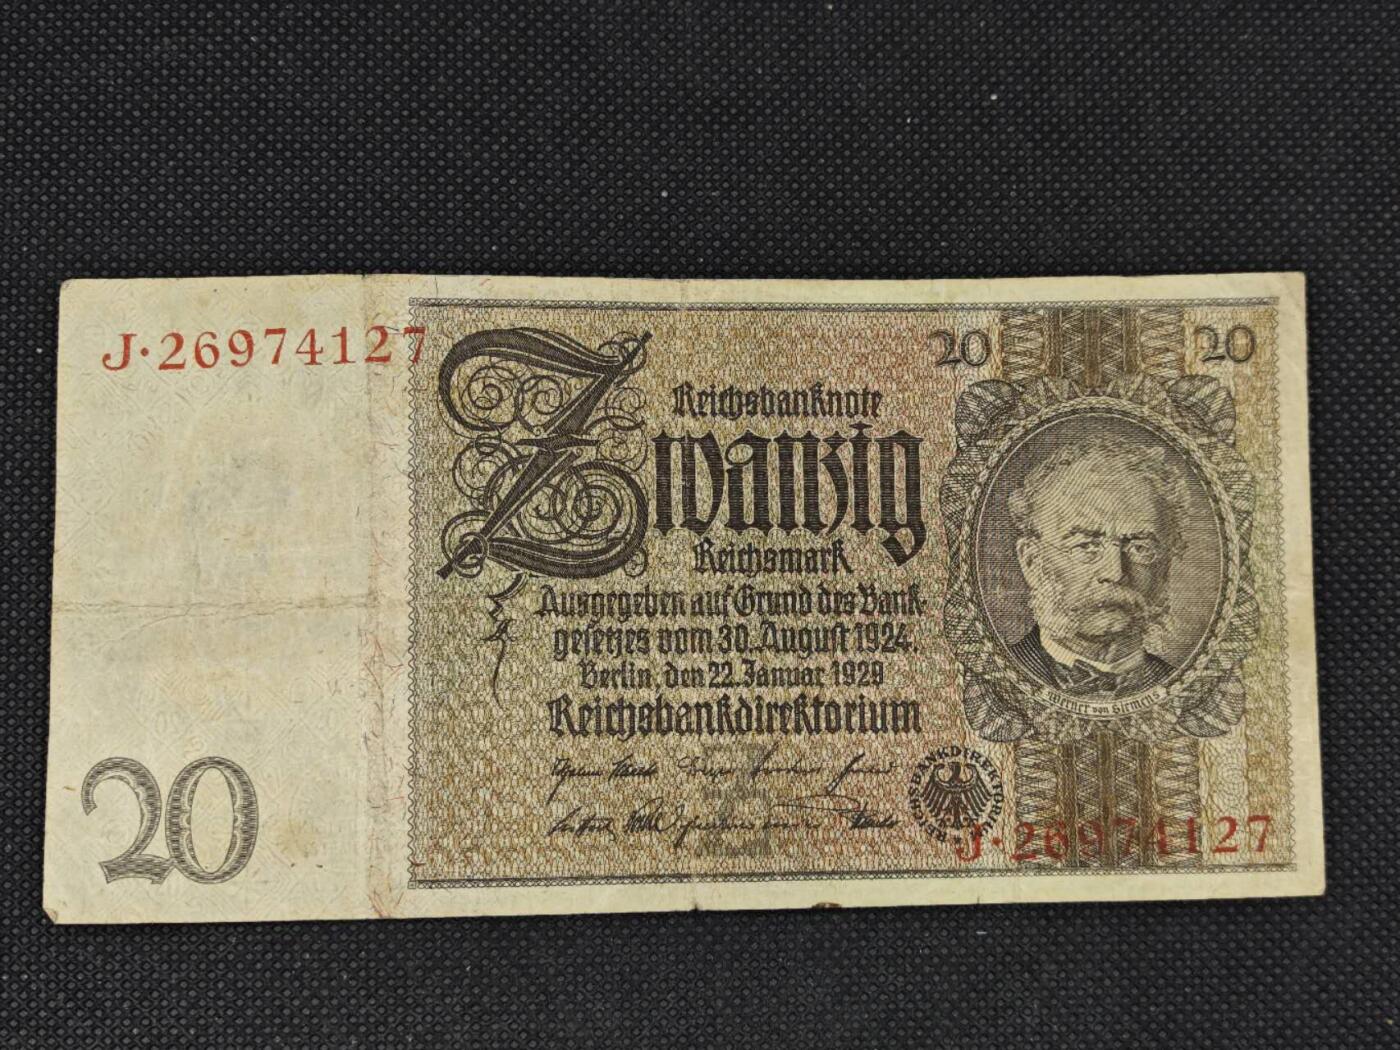 J·26974127
20
20
Reichsbanknote
Zwanzig
Reichsmark
Ausgegeben auf Grund des Bank-
gesetzes vom 30. August 1924.
Berlin, den 22. Januar 1929
Reichsbankdirektorium
Werner von Siemens
REICHSBANKDIREKTORIUM
J·26974127
20